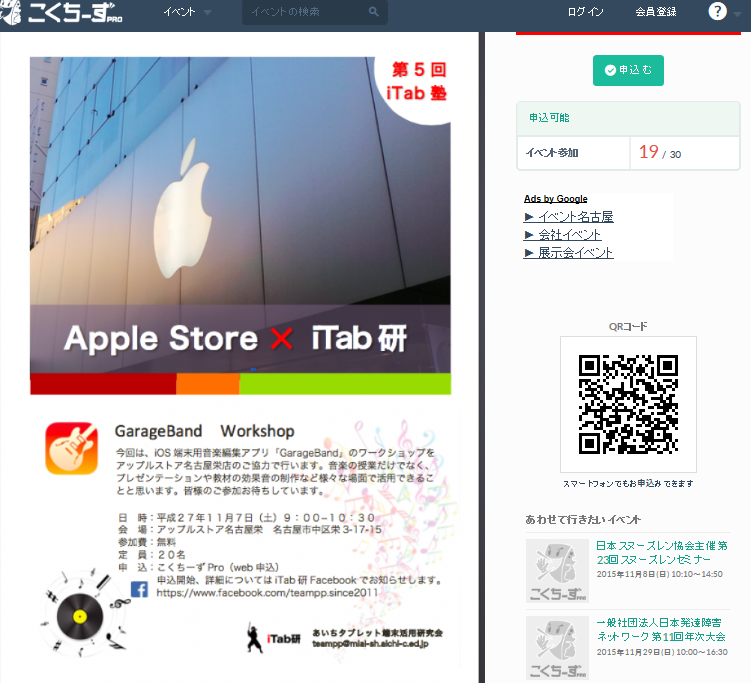 こくちーずPRO
イベント
イベントの検索
ログイン
会員登録
?
第5回
iTab塾
Apple Store × iTab研
GarageBand Workshop
今回は、iOS 端末用音楽編集アプリ「GarageBand」のワークショップを
アップルストア名古屋栄店のご協力で行います。音楽の授業だけでなく、
プレゼンテーションや教材の効果音の制作など様々な場面で活用できるこ
とと思います。皆様のご参加お待ちしています。
日 時：平成27年11月7日（土）9：00−10：30
会 場：アップルストア名古屋栄 名古屋市中区栄 3-17-15
参加費：無料
定 員：20名
申 込：こくちーずPro（web 申込）
申込開始、詳細については iTab 研 Facebook でお知らせします。
https://www.facebook.com/teampp.since2011
iTab研
あいちタブレット端末活用研究会
teampp@miai-sh.aichi-c.ed.jp
申込む
申込可能
イベント参加
19 / 30
Ads by Google
► イベント名古屋
► 会社イベント
► 展示会イベント
QRコード
スマートフォンでもお申込みできます
あわせて行きたいイベント
日本スヌーズレン協会主催 第
23回 スヌーズレンセミナー
2015年11月8日(日) 10:10〜14:50
こくちーずPRO
一般社団法人日本発達障害
ネットワーク 第11回年次大会
2015年11月29日(日) 10:00〜16:30
こくちーずPRO